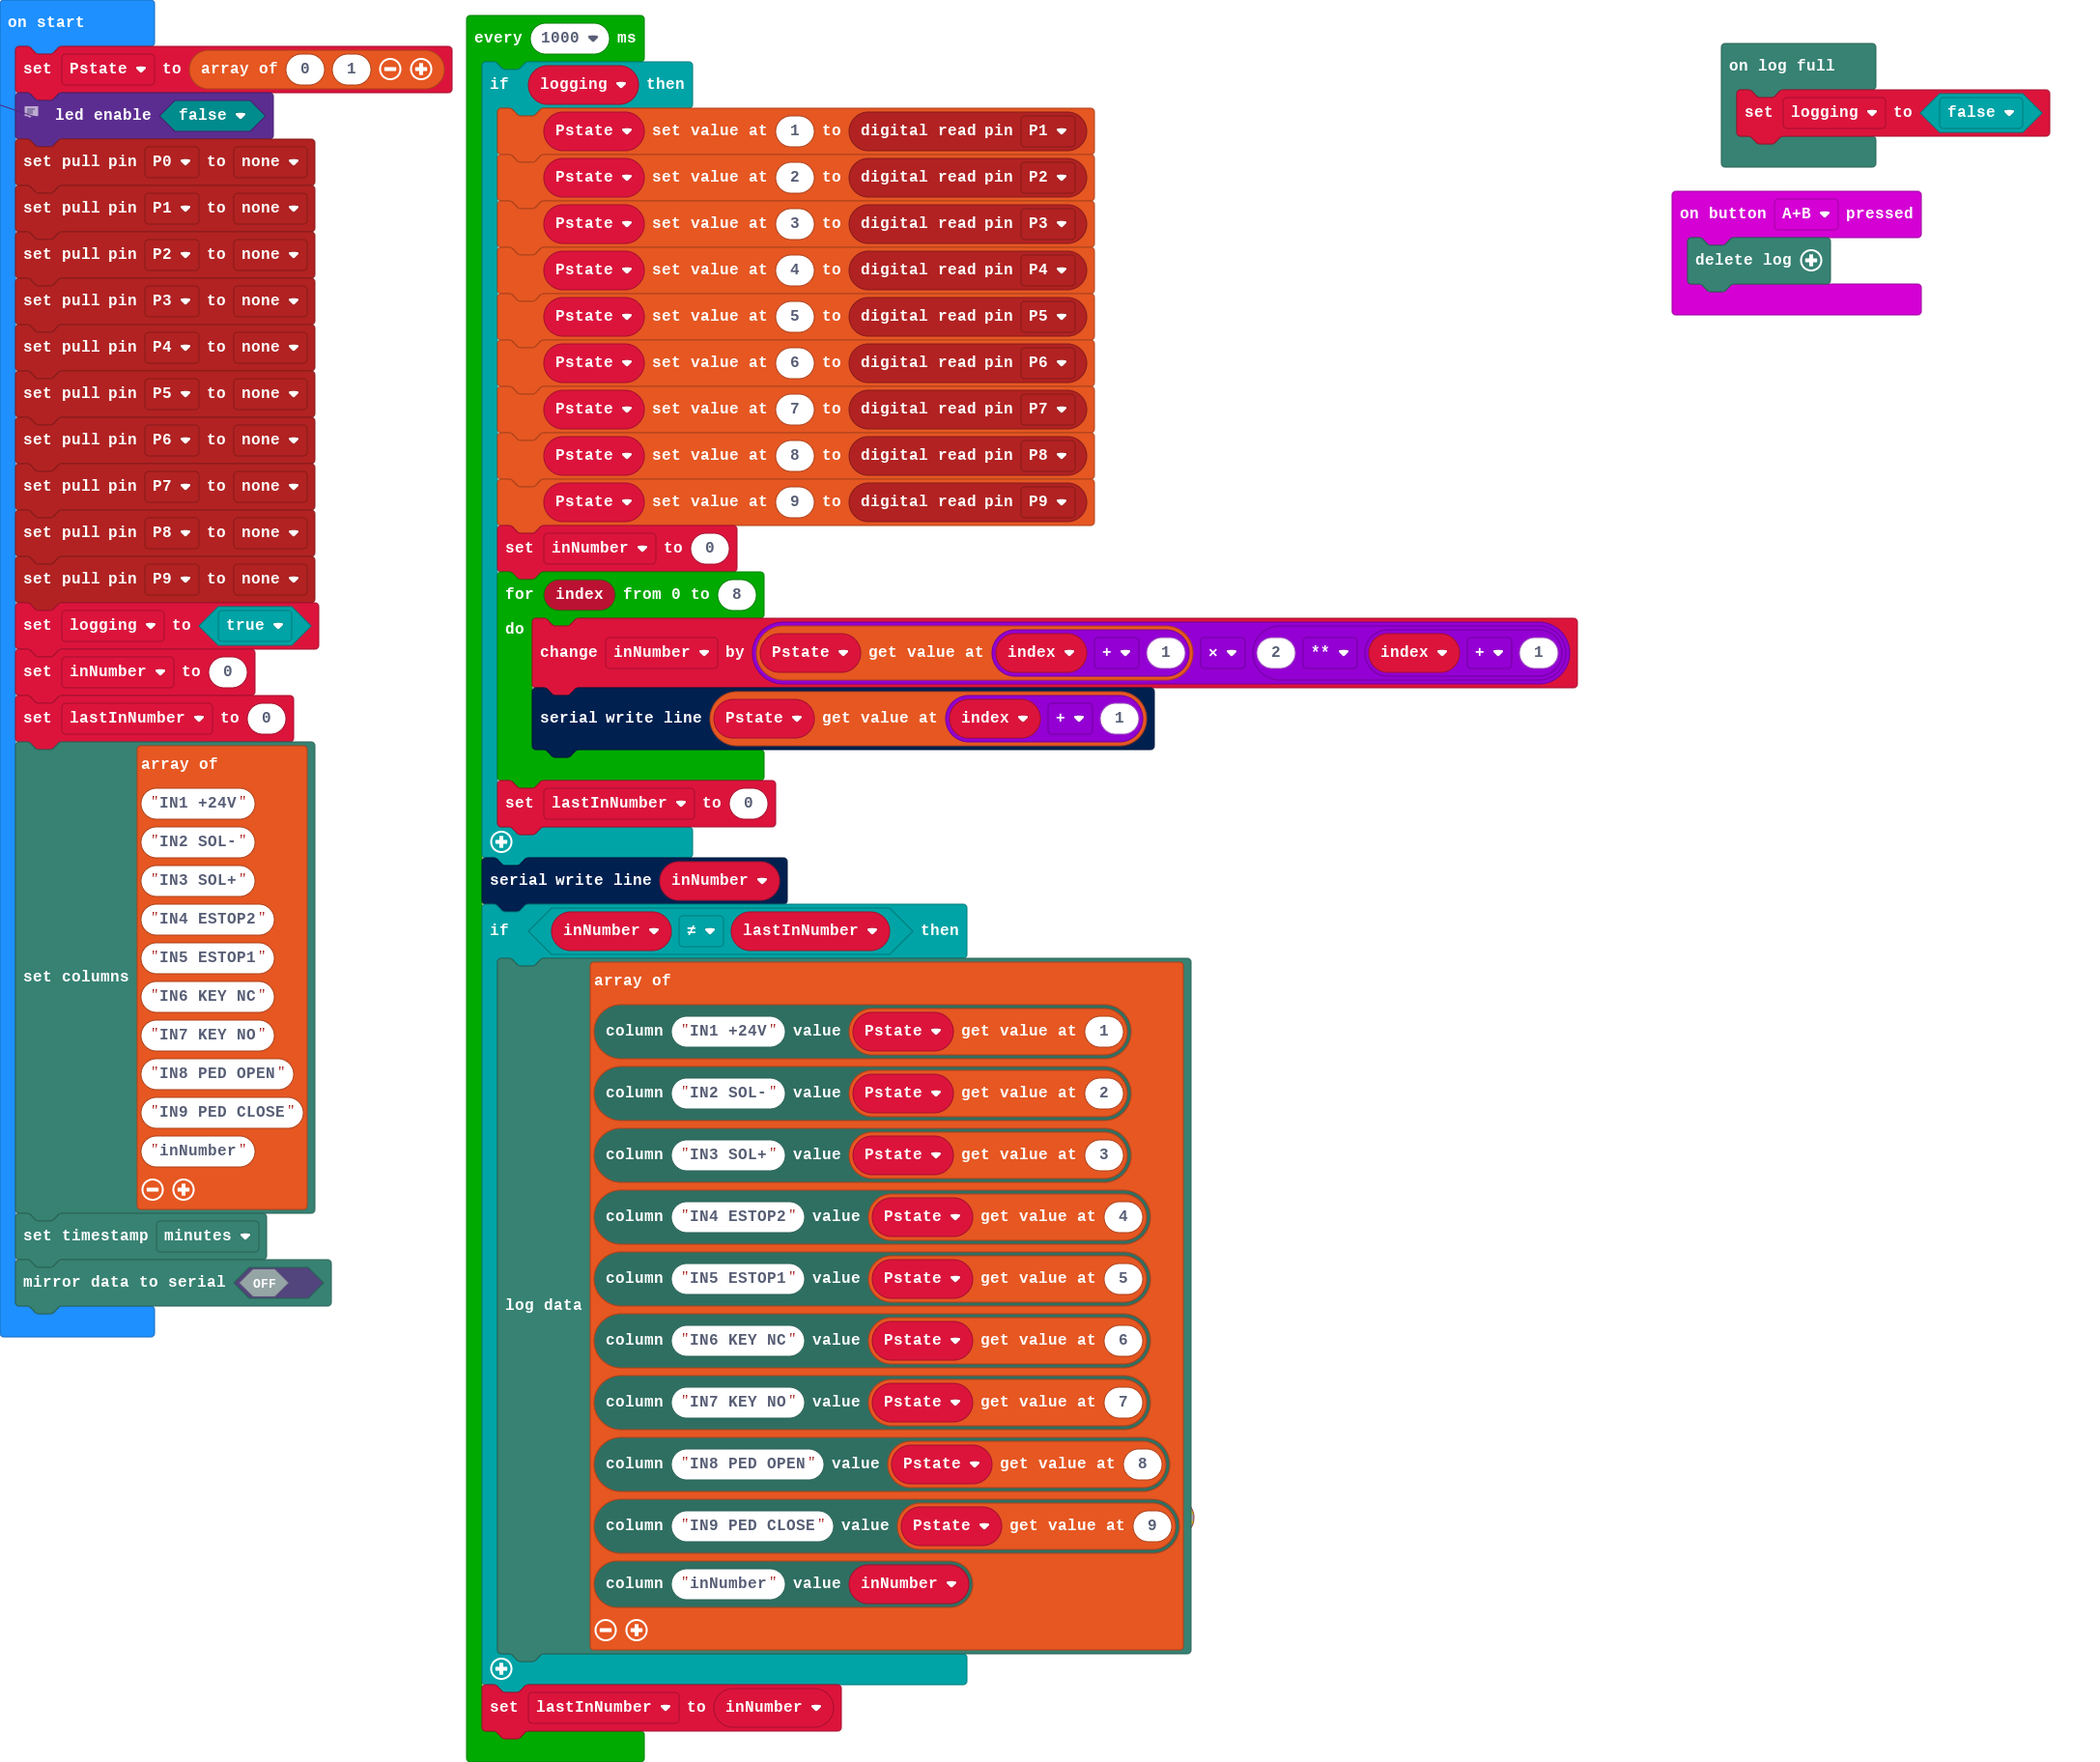 on start
set Pstate to array of 0 1
led enable false
set pull pin P0 to none
set pull pin P1 to none
set pull pin P2 to none
set pull pin P3 to none
set pull pin P4 to none
set pull pin P5 to none
set pull pin P6 to none
set pull pin P7 to none
set pull pin P8 to none
set pull pin P9 to none
set logging to true
set inNumber to 0
set lastInNumber to 0
set columns
array of
"IN1 +24V"
"IN2 SOL-"
"IN3 SOL+"
"IN4 ESTOP2"
"IN5 ESTOP1"
"IN6 KEY NC"
"IN7 KEY NO"
"IN8 PED OPEN"
"IN9 PED CLOSE"
"inNumber"
set timestamp minutes
mirror data to serial OFF
every 1000 ms
if logging then
Pstate set value at 1 to digital read pin P1
Pstate set value at 2 to digital read pin P2
Pstate set value at 3 to digital read pin P3
Pstate set value at 4 to digital read pin P4
Pstate set value at 5 to digital read pin P5
Pstate set value at 6 to digital read pin P6
Pstate set value at 7 to digital read pin P7
Pstate set value at 8 to digital read pin P8
Pstate set value at 9 to digital read pin P9
set inNumber to 0
for index from 0 to 8
do
change inNumber by Pstate get value at index + 1 × 2 ** index + 1
serial write line Pstate get value at index + 1
set lastInNumber to 0
serial write line inNumber
if inNumber ≠ lastInNumber then
log data
array of
column "IN1 +24V" value Pstate get value at 1
column "IN2 SOL-" value Pstate get value at 2
column "IN3 SOL+" value Pstate get value at 3
column "IN4 ESTOP2" value Pstate get value at 4
column "IN5 ESTOP1" value Pstate get value at 5
column "IN6 KEY NC" value Pstate get value at 6
column "IN7 KEY NO" value Pstate get value at 7
column "IN8 PED OPEN" value Pstate get value at 8
column "IN9 PED CLOSE" value Pstate get value at 9
column "inNumber" value inNumber
set lastInNumber to inNumber
on log full
set logging to false
on button A+B pressed
delete log